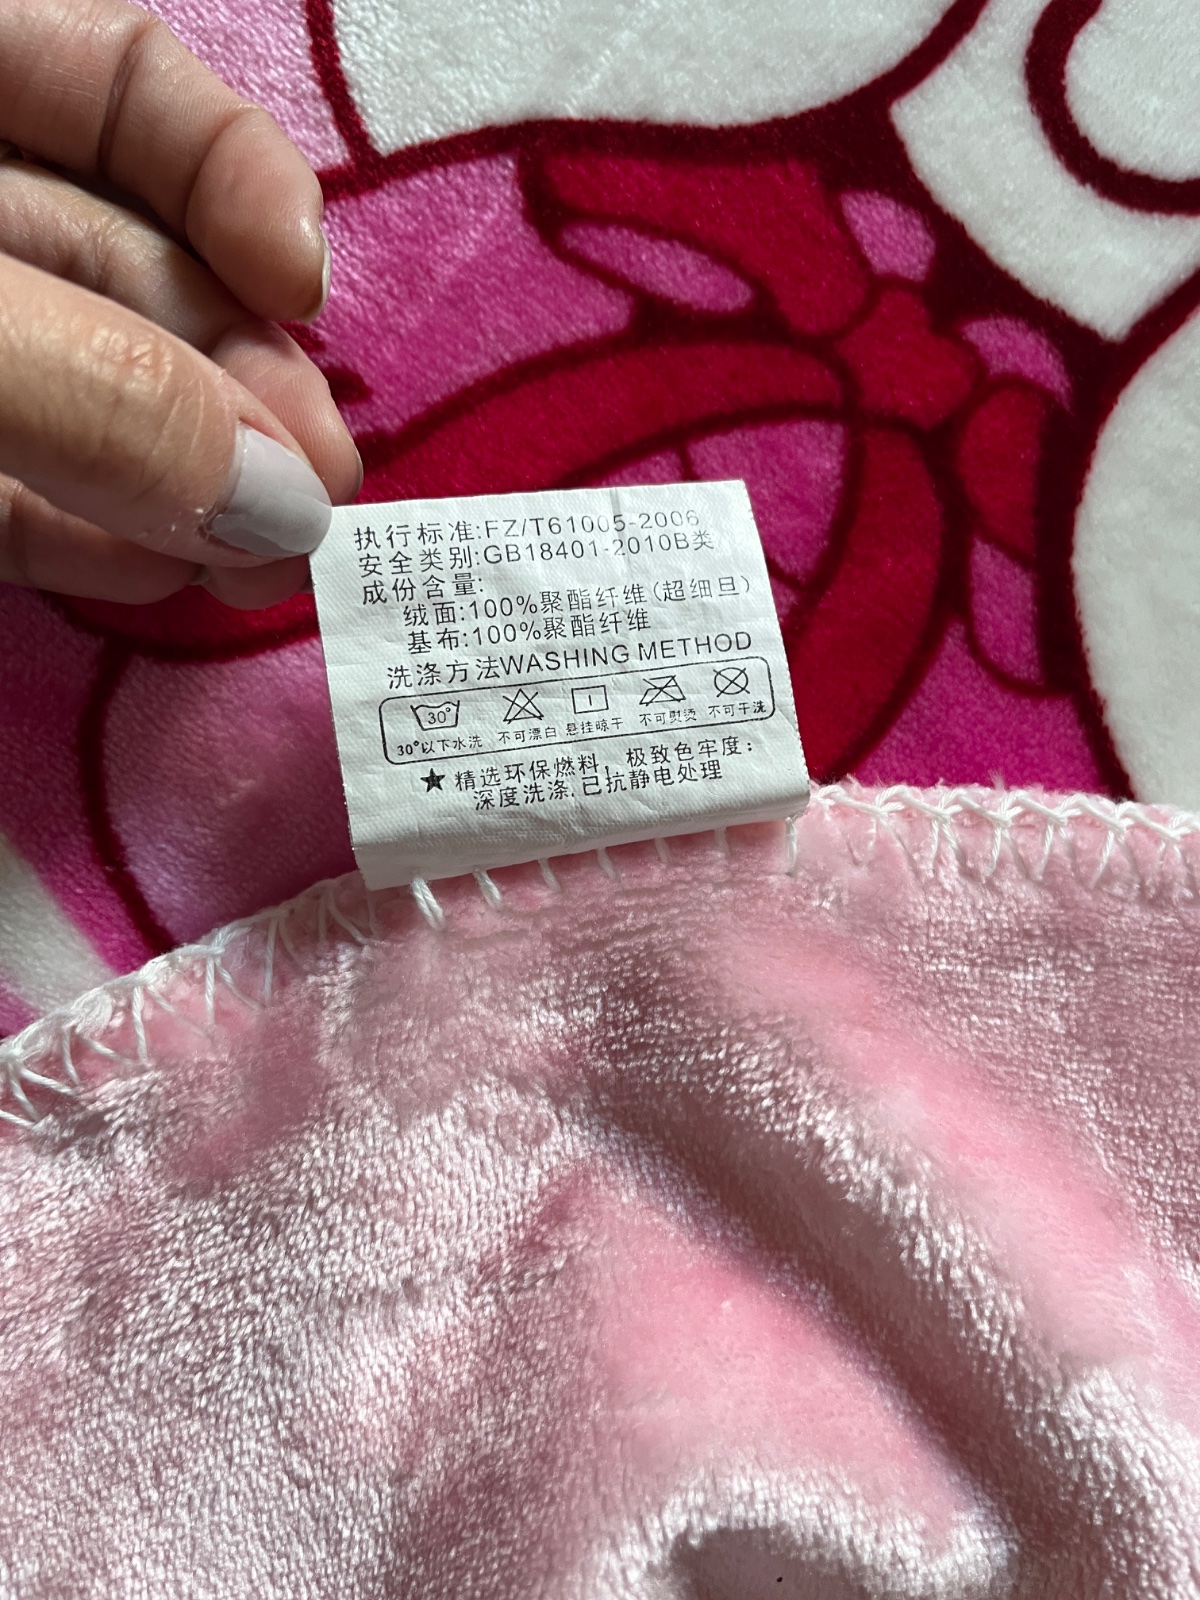 执行标准:FZ/T61005-2006
安全类别:GB18401-2010B类
成份含量:
绒面:100%聚酯纤维(超细旦)
基布:100%聚酯纤维
洗涤方法WASHING METHOD
30°
30°以下水洗 不可漂白 悬挂晾干 不可熨烫 不可干洗
★精选环保燃料，极致色牢度：
深度洗涤.已抗静电处理